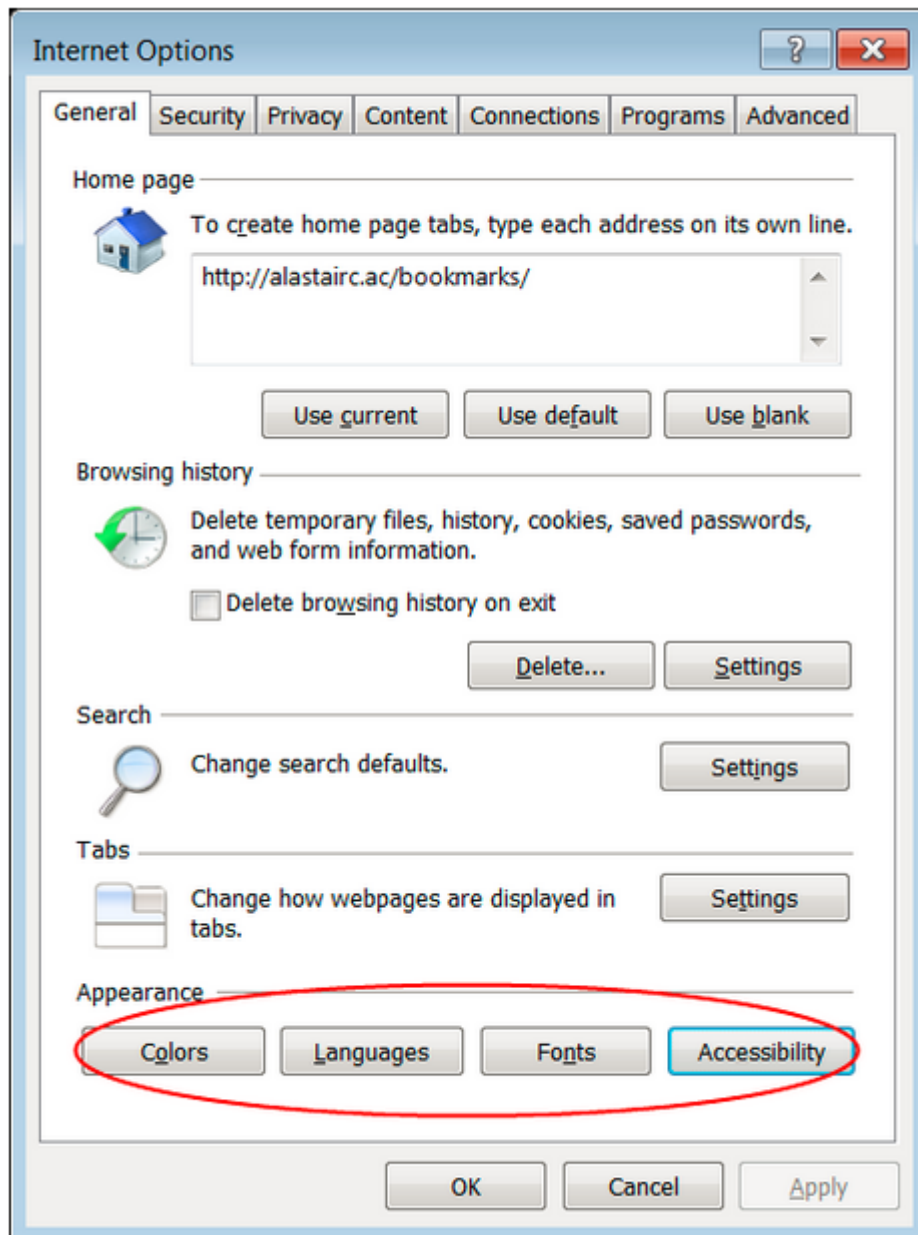 Internet Options
General Security Privacy Content Connections Programs Advanced
Home page
To create home page tabs, type each address on its own line.
http://alastairc.ac/bookmarks/
Use current Use default Use blank
Browsing history
Delete temporary files, history, cookies, saved passwords,
and web form information.
Delete browsing history on exit
Delete... Settings
Search
Change search defaults.
Settings
Tabs
Change how webpages are displayed in
tabs.
Settings
Appearance
Colors Languages Fonts Accessibility
OK Cancel Apply